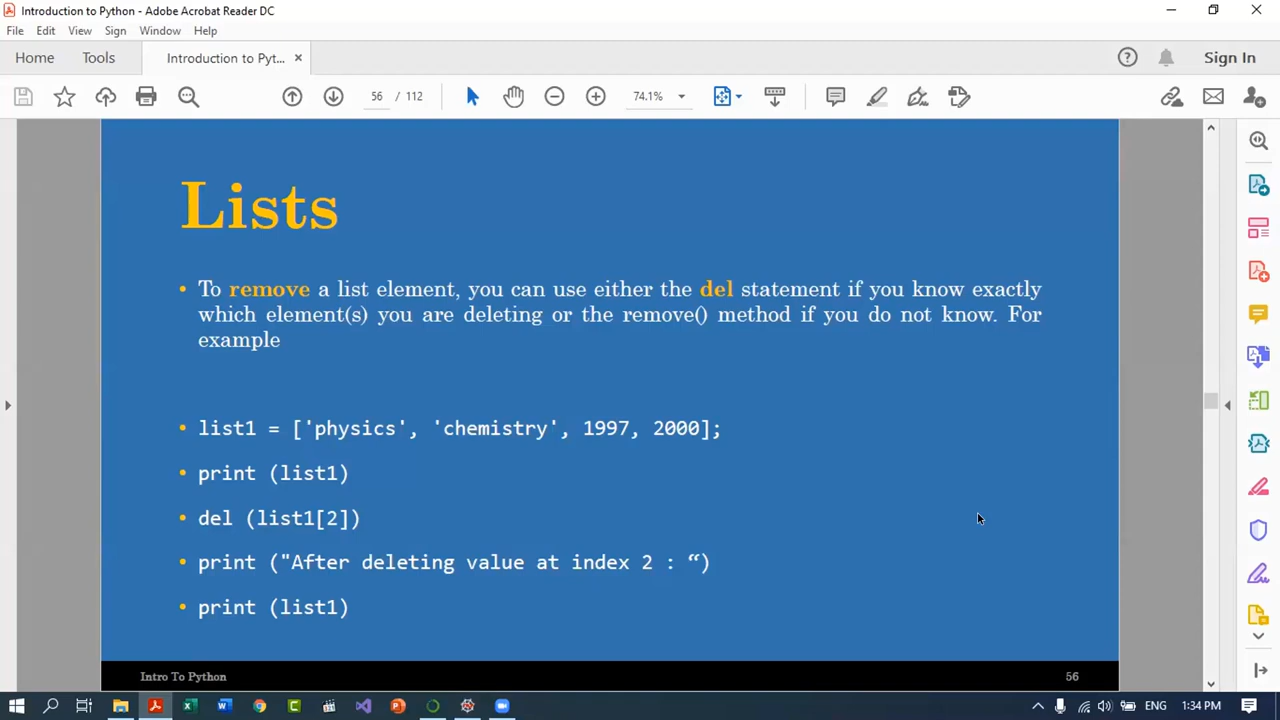 Introduction to Python - Adobe Acrobat Reader DC
File Edit View Sign Window Help
Home Tools Introduction to Pyt... × Sign In
56 / 112 74.1%
Lists
• To remove a list element, you can use either the del statement if you know exactly
which element(s) you are deleting or the remove() method if you do not know. For
example
• list1 = ['physics', 'chemistry', 1997, 2000];
• print (list1)
• del (list1[2])
• print ("After deleting value at index 2 : “)
• print (list1)
Intro To Python 56
ENG 1:34 PM